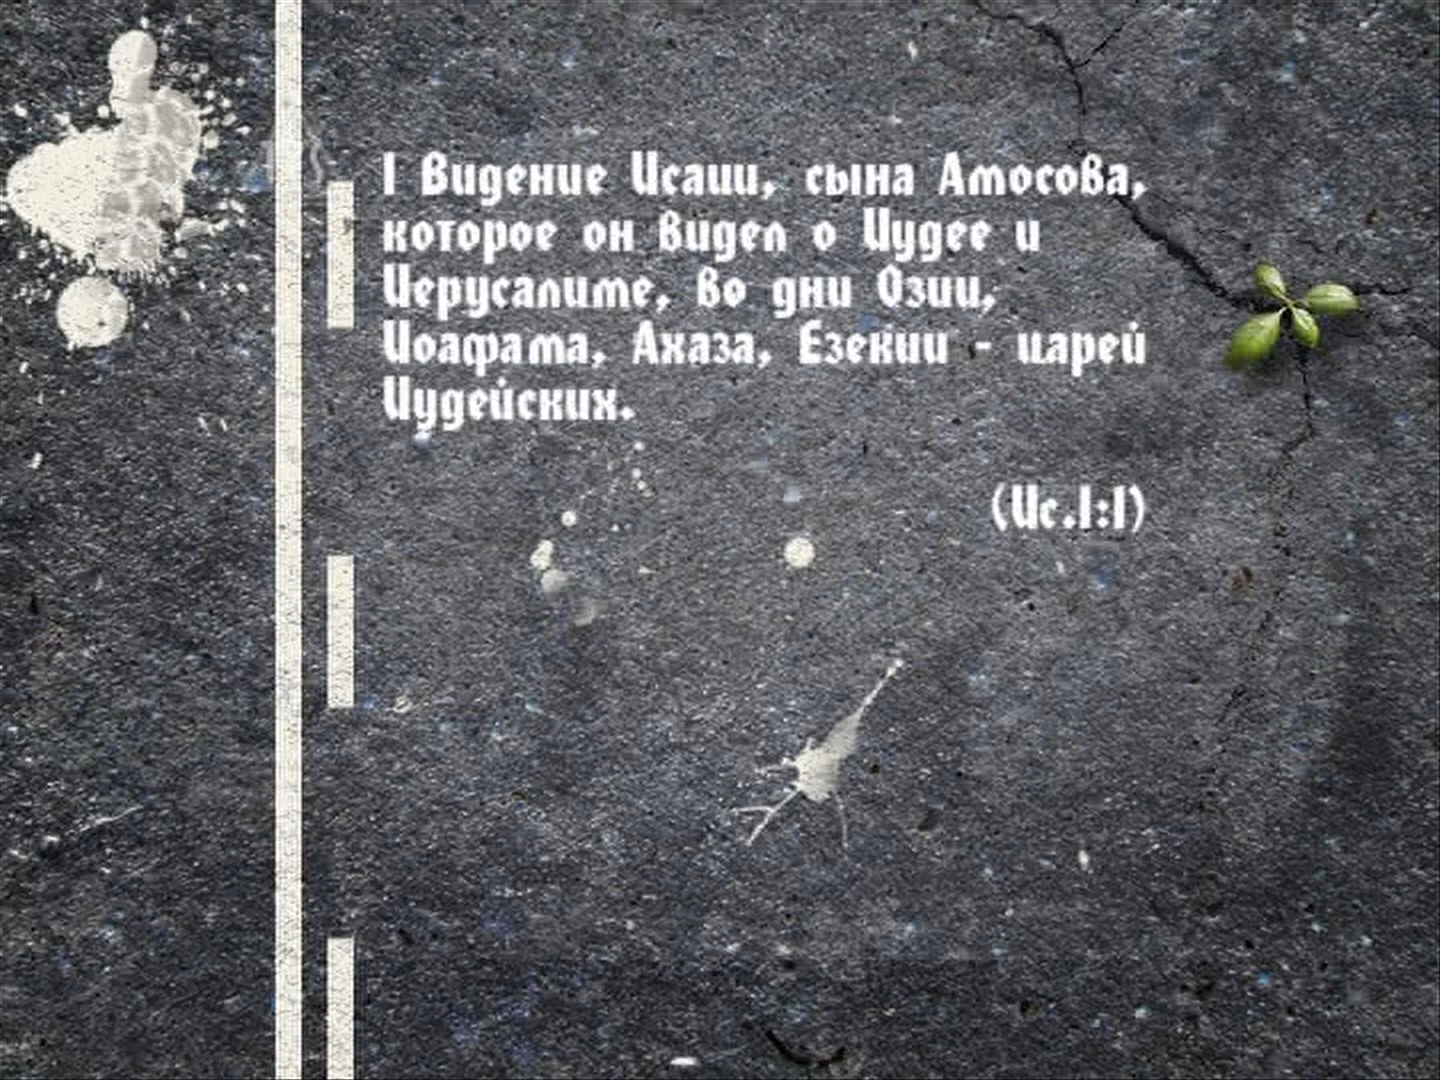 1 Видение Исаии, сына Амосова,
которое он видел о Иудее и
Иерусалиме, во дни Озии,
Иоафама, Ахаза, Езекии - царей
Иудейских.
(Ис.1:1)